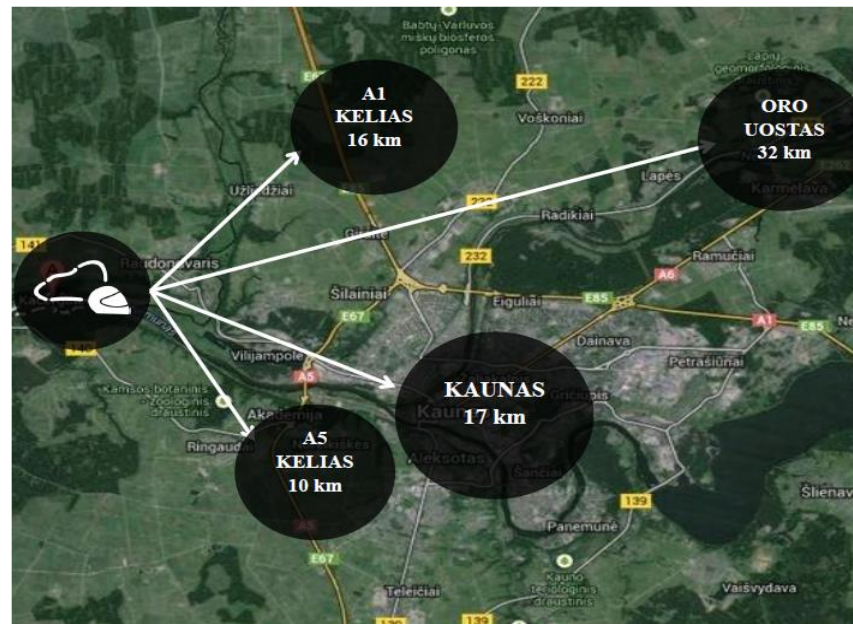 Babtų-Varluvos
miškų biosferos
poligonas
222
A1
KELIAS
16 km
Voškoniai
ORO
UOSTAS
32 km
Karmėlava
Lapės
Užliedžiai
Radikiai
232
Ramučiai
141
Raudondvaris
A6
Šilainiai
Eiguliai
E85
E67
A1
E85
Dainava
Vilijampolė
Petrašiūnai
A5
KAUNAS
17 km
Kamšos botaninis
- zoologinis
draustinis
Akademija
Ringaudai
A5
KELIAS
10 km
Aleksotas
Šančiai
Šlienava
139
Panemunė
E67
Kauno
teriologinis
draustinis
Teleičiai
Vaišvydava
139